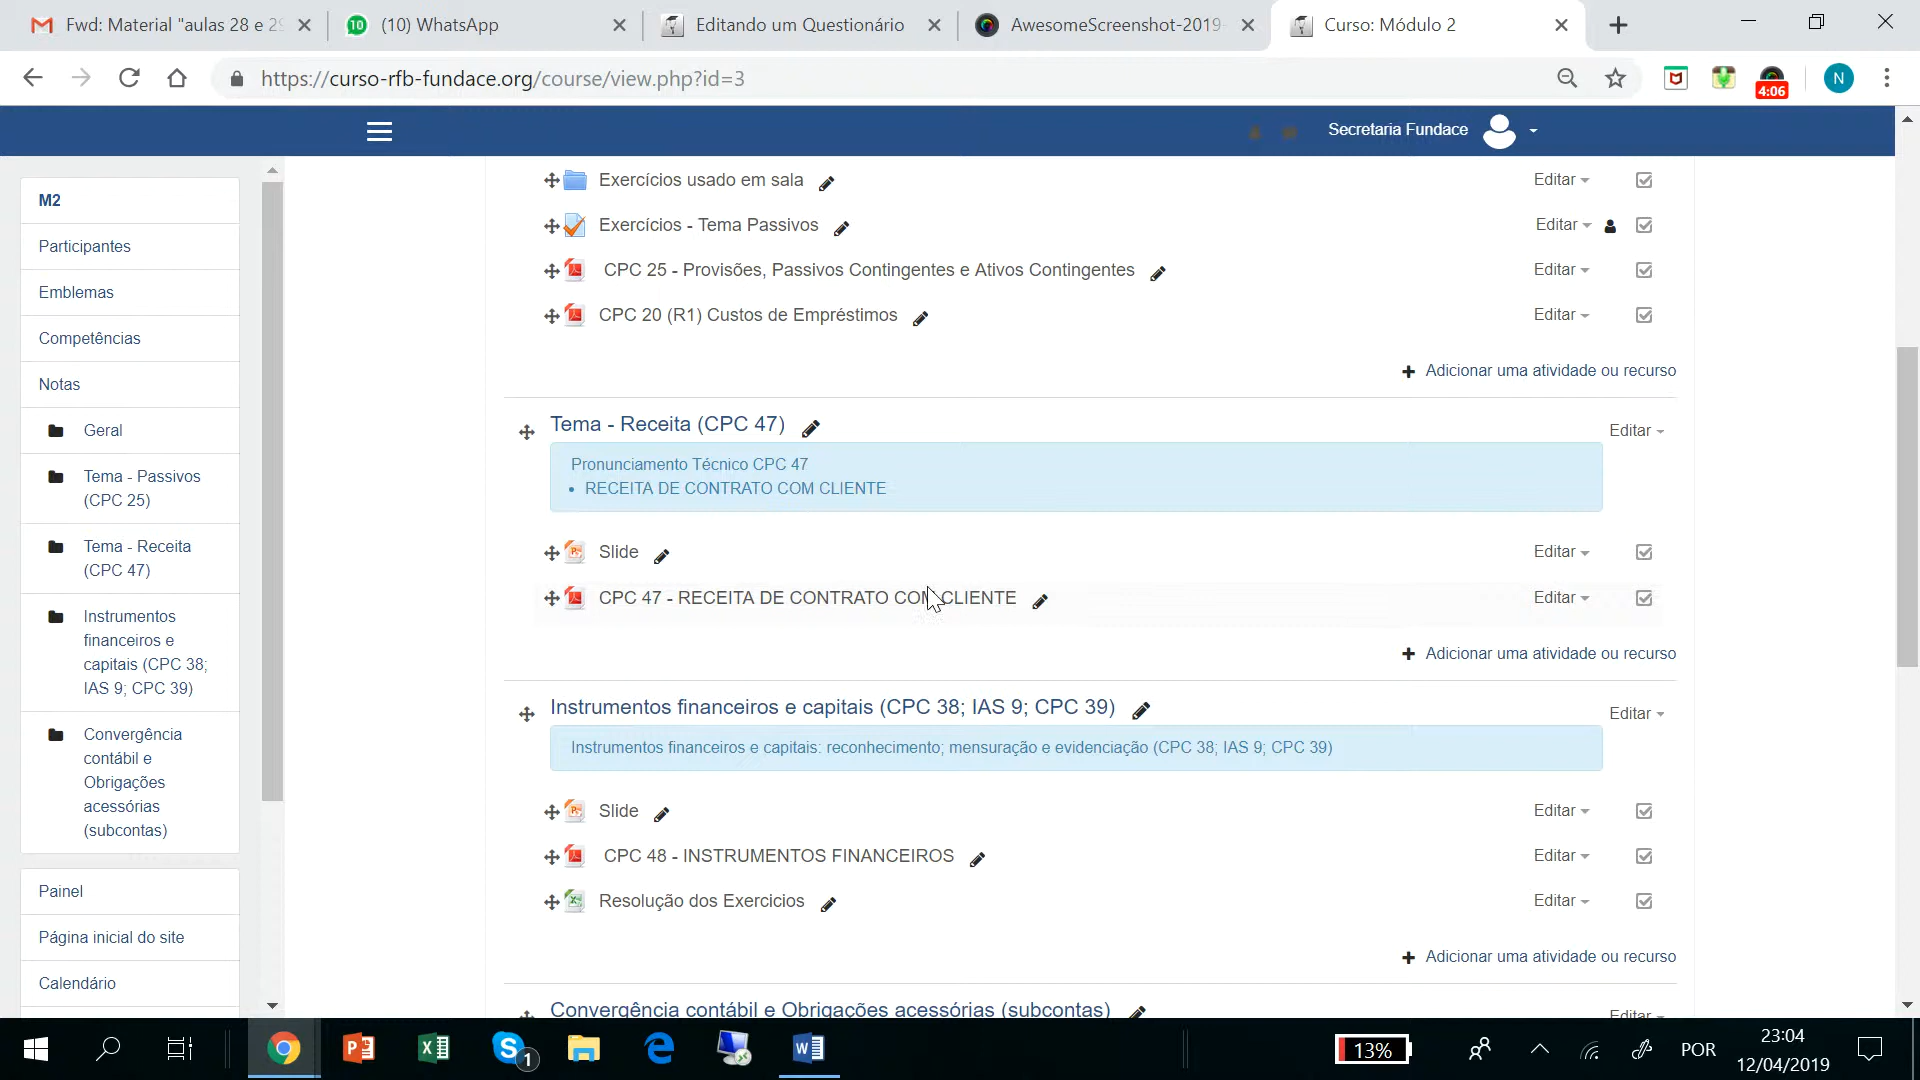 Fwd: Material "aulas 28 e 29
(10) WhatsApp
Editando um Questionário
AwesomeScreenshot-2019-
Curso: Módulo 2
https://curso-rfb-fundace.org/course/view.php?id=3
4:06
N
Secretaria Fundace
M2
Participantes
Emblemas
Competências
Notas
Geral
Tema - Passivos
(CPC 25)
Tema - Receita
(CPC 47)
Instrumentos
financeiros e
capitais (CPC 38;
IAS 9; CPC 39)
Convergência
contábil e
Obrigações
acessórias
(subcontas)
Painel
Página inicial do site
Calendário
Exercícios usado em sala
Editar
Exercícios - Tema Passivos
Editar
CPC 25 - Provisões, Passivos Contingentes e Ativos Contingentes
Editar
CPC 20 (R1) Custos de Empréstimos
Editar
Adicionar uma atividade ou recurso
Tema - Receita (CPC 47)
Editar
Pronunciamento Técnico CPC 47
• RECEITA DE CONTRATO COM CLIENTE
Slide
Editar
CPC 47 - RECEITA DE CONTRATO COM CLIENTE
Editar
Adicionar uma atividade ou recurso
Instrumentos financeiros e capitais (CPC 38; IAS 9; CPC 39)
Editar
Instrumentos financeiros e capitais: reconhecimento; mensuração e evidenciação (CPC 38; IAS 9; CPC 39)
Slide
Editar
CPC 48 - INSTRUMENTOS FINANCEIROS
Editar
Resolução dos Exercicios
Editar
Adicionar uma atividade ou recurso
Convergência contábil e Obrigações acessórias (subcontas)
Editar
1
13%
POR
23:04
12/04/2019